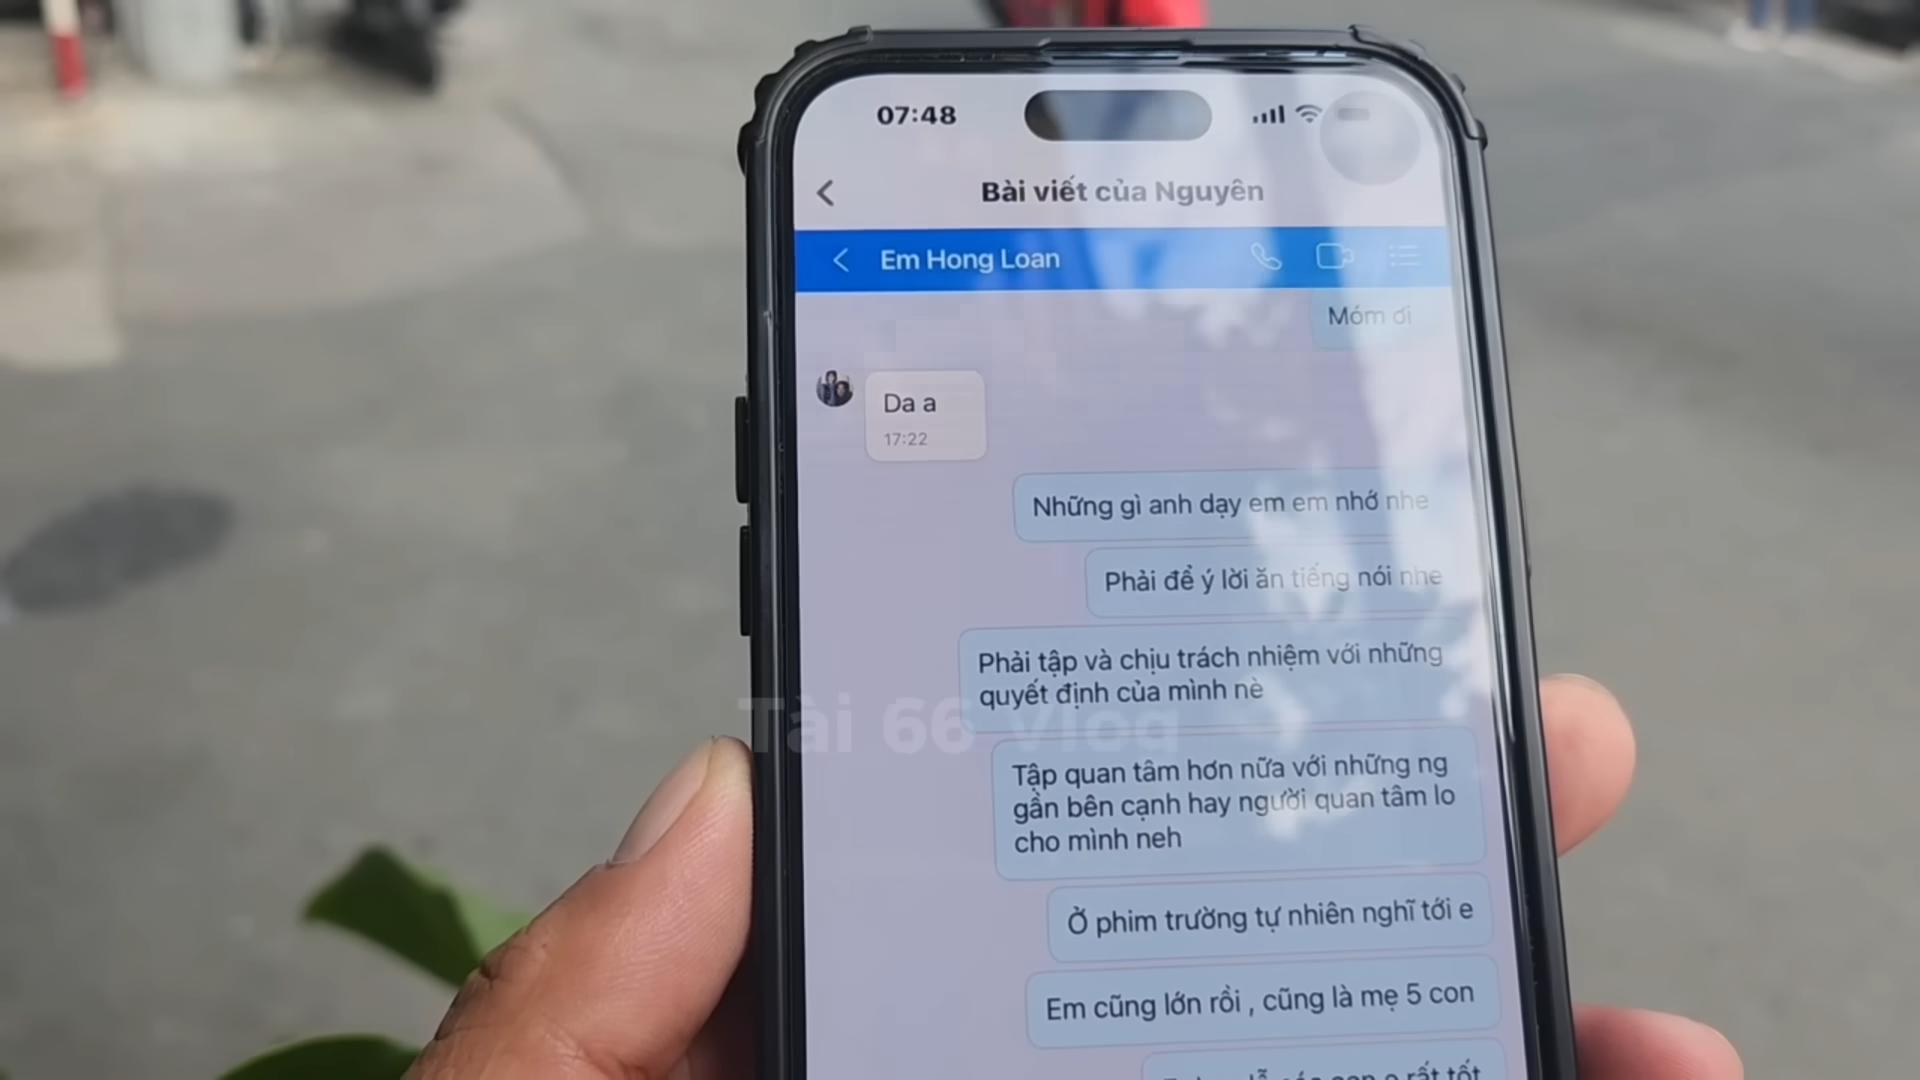 07:48
Bài viết của Nguyên
Em Hong Loan
Móm ơi
Da a
17:22
Những gì anh dạy em em nhớ nhe
Phải để ý lời ăn tiếng nói nhe
Phải tập và chịu trách nhiệm với những
quyết định của mình nè
Tài 66 Vlog
Tập quan tâm hơn nữa với những ng
gần bên cạnh hay người quan tâm lo
cho mình neh
Ở phim trường tự nhiên nghĩ tới e
Em cũng lớn rồi , cũng là mẹ 5 con
con e rất tốt